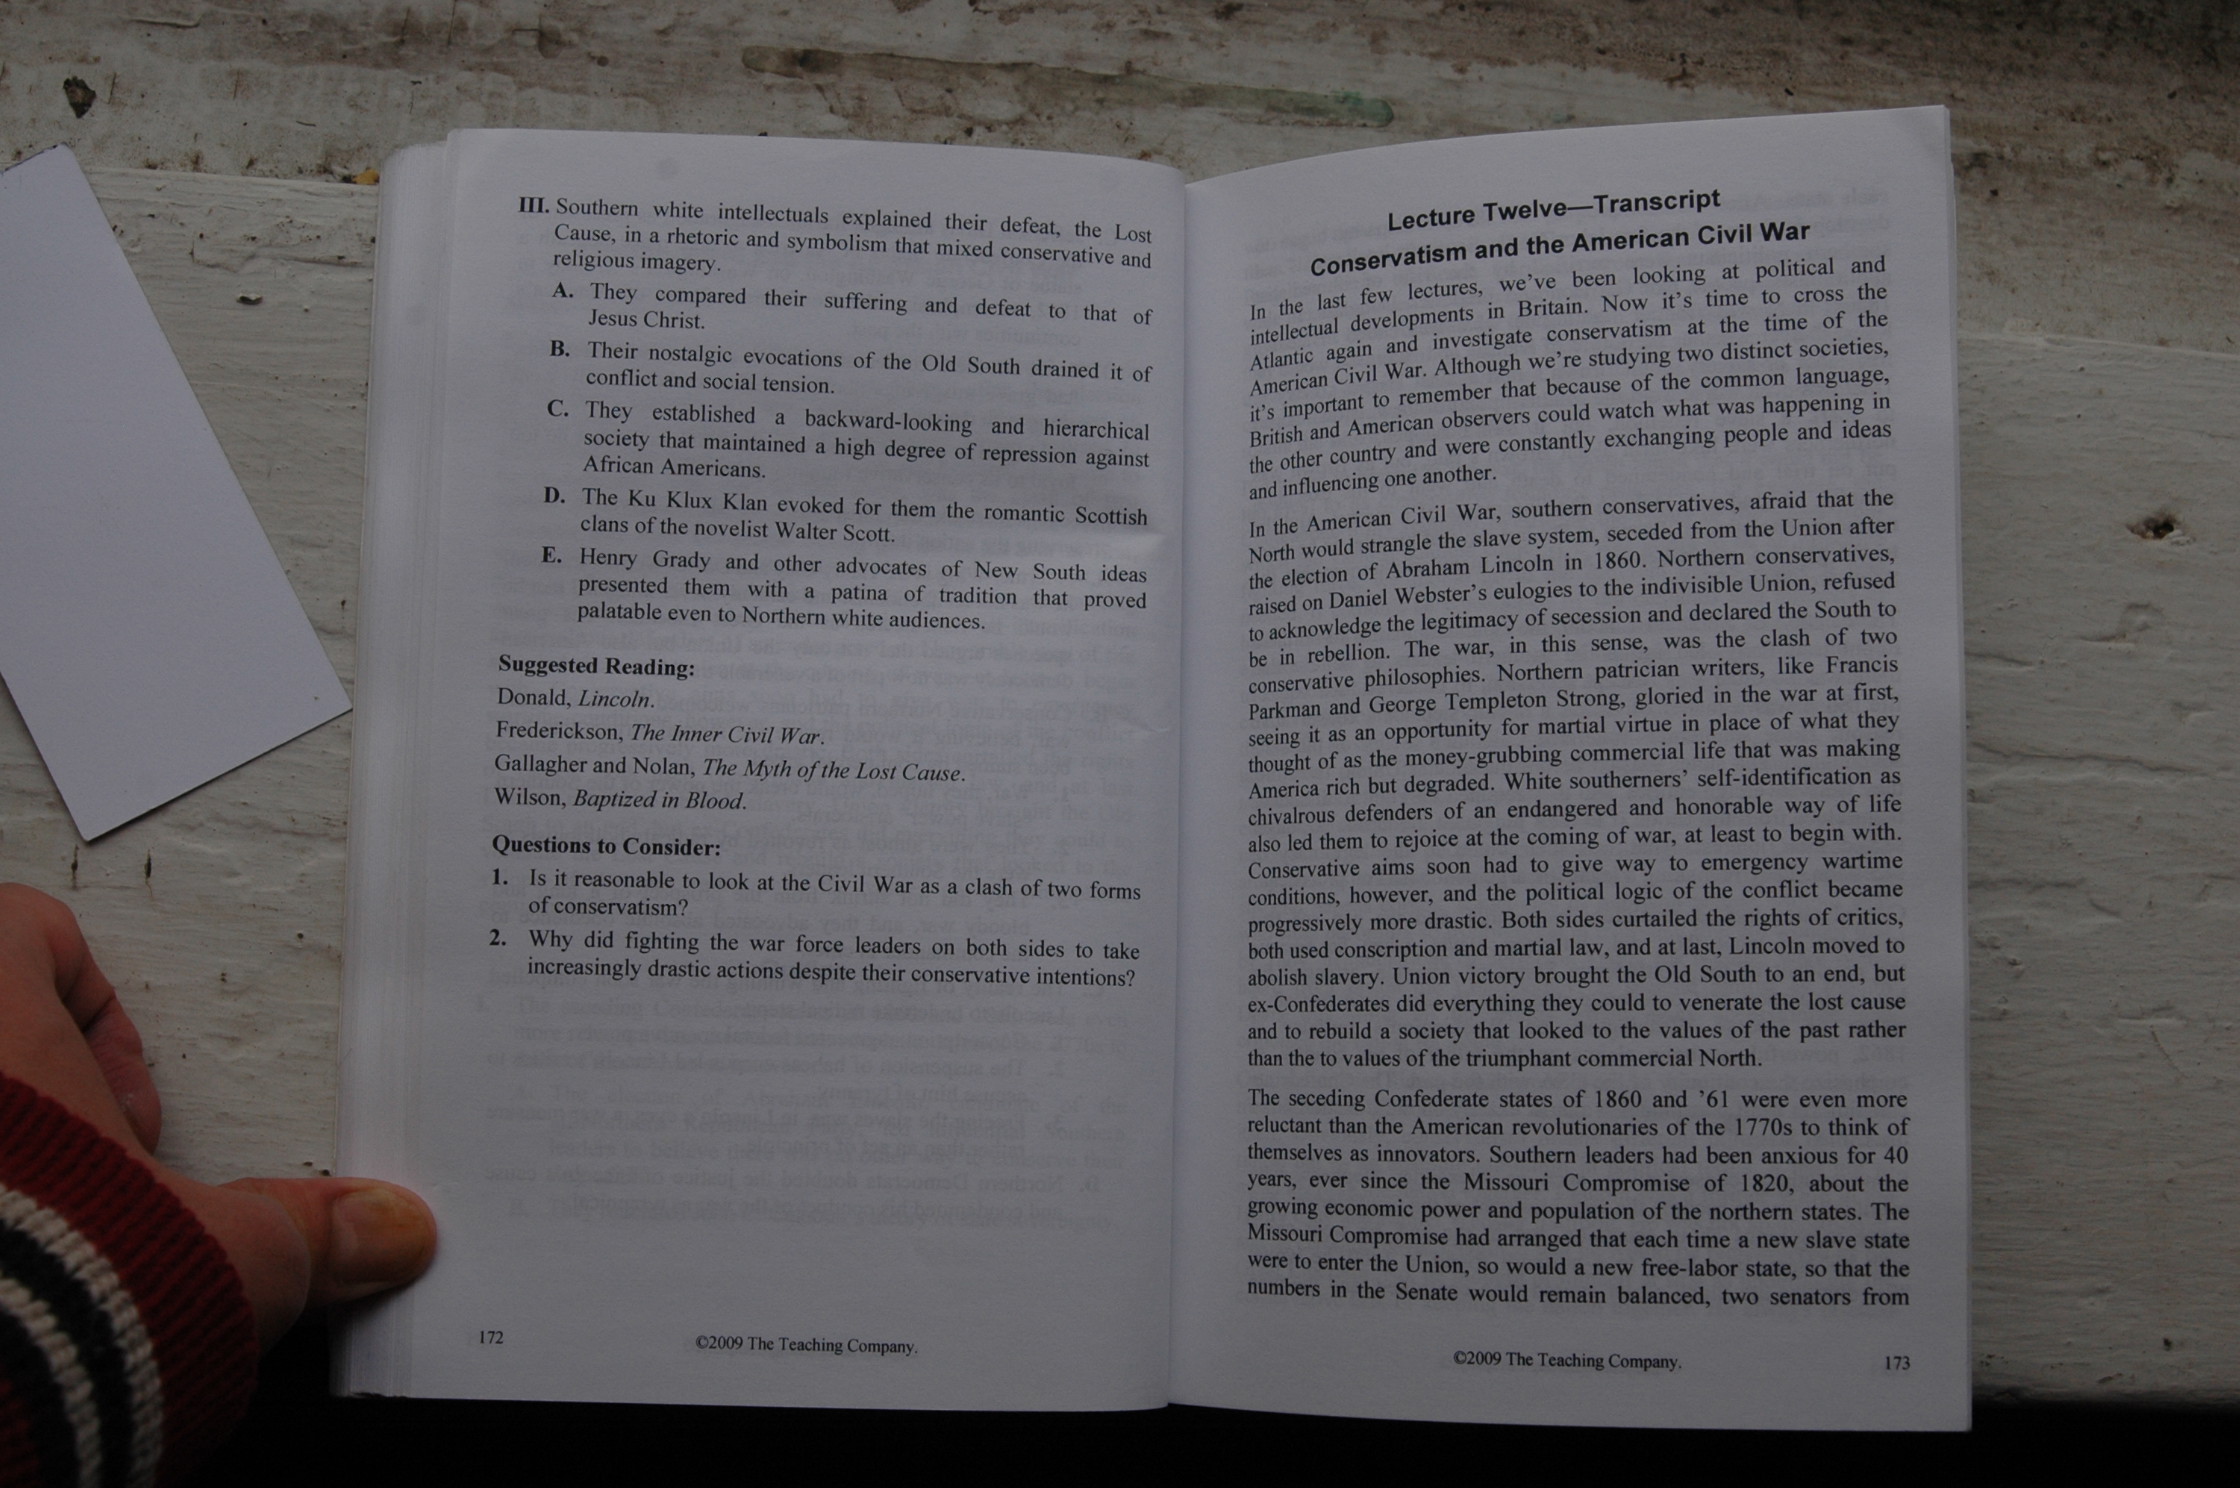 III. Southern white intellectuals explained their defeat, the Lost
Cause, in a rhetoric and symbolism that mixed conservative and
religious imagery.
A. They compared their suffering and defeat to that of
Jesus Christ.
B. Their nostalgic evocations of the Old South drained it of
conflict and social tension.
C. They established a backward-looking and hierarchical
society that maintained a high degree of repression against
African Americans.
D. The Ku Klux Klan evoked for them the romantic Scottish
clans of the novelist Walter Scott.
E. Henry Grady and other advocates of New South ideas
presented them with a patina of tradition that proved
palatable even to Northern white audiences.
Suggested Reading:
Donald, Lincoln.
Frederickson, The Inner Civil War.
Gallagher and Nolan, The Myth of the Lost Cause.
Wilson, Baptized in Blood.
Questions to Consider:
1. Is it reasonable to look at the Civil War as a clash of two forms
of conservatism?
2. Why did fighting the war force leaders on both sides to take
increasingly drastic actions despite their conservative intentions?
172
©2009 The Teaching Company.
Lecture Twelve—Transcript
Conservatism and the American Civil War
In the last few lectures, we've been looking at political and
intellectual developments in Britain. Now it's time to cross the
Atlantic again and investigate conservatism at the time of the
American Civil War. Although we're studying two distinct societies,
it's important to remember that because of the common language,
British and American observers could watch what was happening in
the other country and were constantly exchanging people and ideas
and influencing one another.
In the American Civil War, southern conservatives, afraid that the
North would strangle the slave system, seceded from the Union after
the election of Abraham Lincoln in 1860. Northern conservatives,
raised on Daniel Webster's eulogies to the indivisible Union, refused
to acknowledge the legitimacy of secession and declared the South to
be in rebellion. The war, in this sense, was the clash of two
conservative philosophies. Northern patrician writers, like Francis
Parkman and George Templeton Strong, gloried in the war at first,
seeing it as an opportunity for martial virtue in place of what they
thought of as the money-grubbing commercial life that was making
America rich but degraded. White southerners' self-identification as
chivalrous defenders of an endangered and honorable way of life
also led them to rejoice at the coming of war, at least to begin with.
Conservative aims soon had to give way to emergency wartime
conditions, however, and the political logic of the conflict became
progressively more drastic. Both sides curtailed the rights of critics,
both used conscription and martial law, and at last, Lincoln moved to
abolish slavery. Union victory brought the Old South to an end, but
ex-Confederates did everything they could to venerate the lost cause
and to rebuild a society that looked to the values of the past rather
than the to values of the triumphant commercial North.
The seceding Confederate states of 1860 and '61 were even more
reluctant than the American revolutionaries of the 1770s to think of
themselves as innovators. Southern leaders had been anxious for 40
years, ever since the Missouri Compromise of 1820, about the
growing economic power and population of the northern states. The
Missouri Compromise had arranged that each time a new slave state
were to enter the Union, so would a new free-labor state, so that the
numbers in the Senate would remain balanced, two senators from
©2009 The Teaching Company.
173